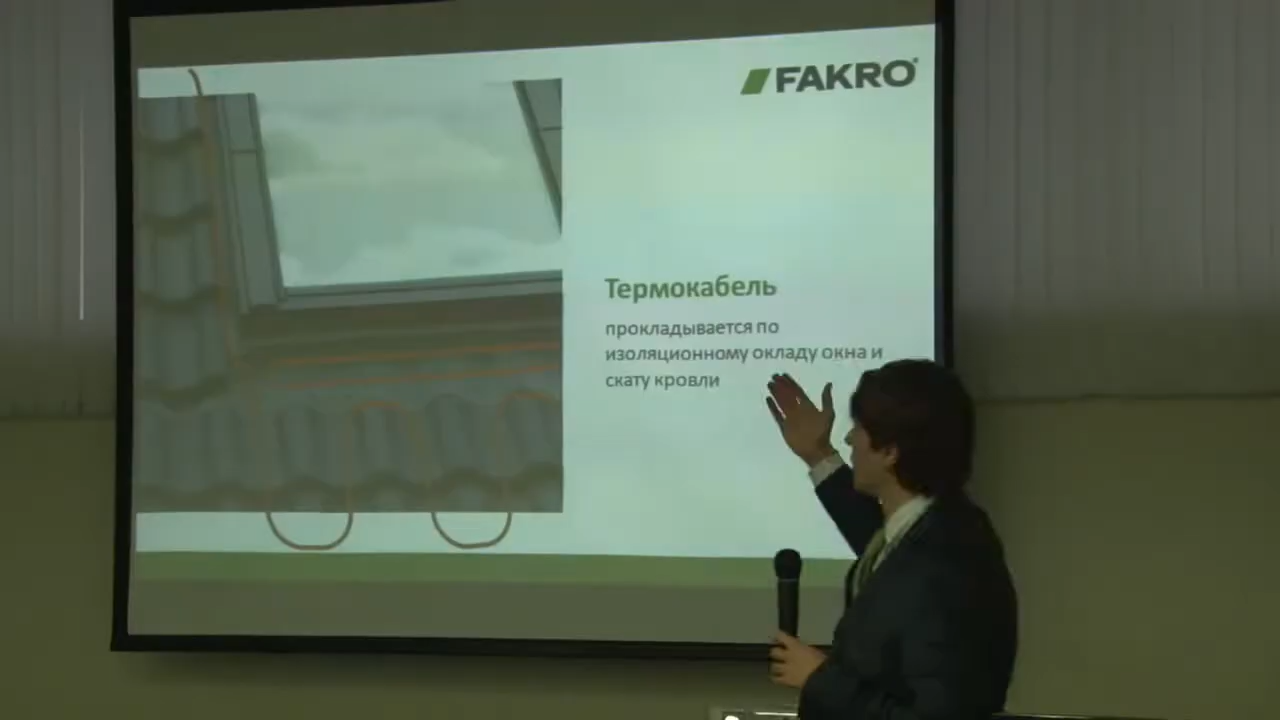 FAKRO®
Термокабель
прокладывается по
изоляционному окладу окна и
скату кровли